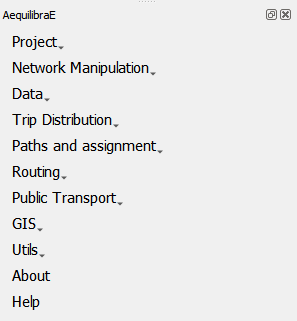 AequilibraE
Project
Network Manipulation
Data
Trip Distribution
Paths and assignment
Routing
Public Transport
GIS
Utils
About
Help